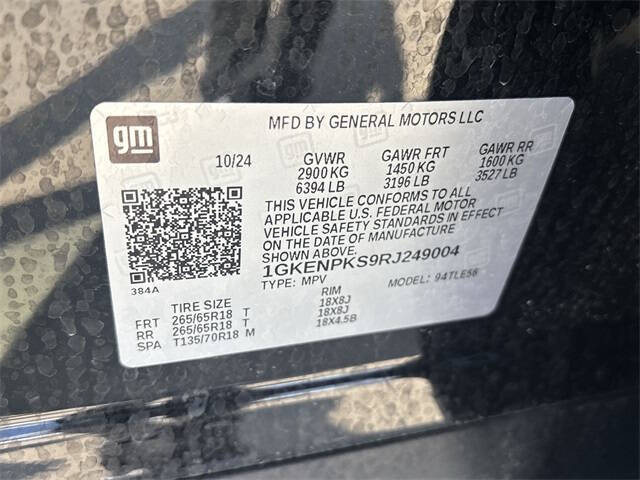 gm
MFD BY GENERAL MOTORS LLC
10/24 GVWR GAWR FRT GAWR RR
2900 KG 1450 KG 1600 KG
6394 LB 3196 LB 3527 LB
THIS VEHICLE CONFORMS TO ALL
APPLICABLE U.S. FEDERAL MOTOR
VEHICLE SAFETY STANDARDS IN EFFECT
ON THE DATE OF MANUFACTURE
SHOWN ABOVE.
1GKENPKS9RJ249004
TYPE: MPV MODEL: 94TLE56
384A
TIRE SIZE RIM
FRT 265/65R18 T 18X8J
RR 265/65R18 T 18X8J
SPA T135/70R18 M 18X4.5B